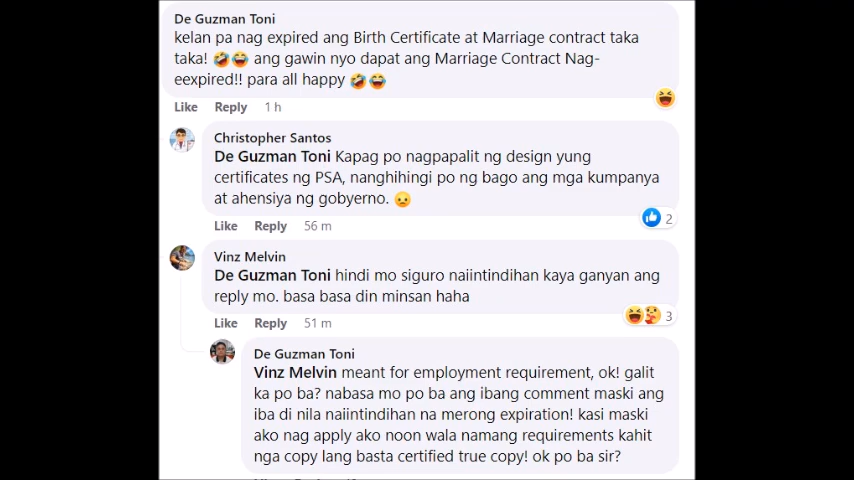 De Guzman Toni
kelan pa nag expired ang Birth Certificate at Marriage contract taka
taka! 🤣😂 ang gawin nyo dapat ang Marriage Contract Nag-
eexpired!! para all happy 🤣😂
Like Reply 1 h
Christopher Santos
De Guzman Toni Kapag po nagpapalit ng design yung
certificates ng PSA, nanghihingi po ng bago ang mga kumpanya
at ahensiya ng gobyerno. 😠
Like Reply 56 m
2
Vinz Melvin
De Guzman Toni hindi mo siguro naiintindihan kaya ganyan ang
reply mo. basa basa din minsan haha
Like Reply 51 m
3
De Guzman Toni
Vinz Melvin meant for employment requirement, ok! galit
ka po ba? nabasa mo po ba ang ibang comment maski ang
iba di nila naiintindihan na merong expiration! kasi maski
ako nag apply ako noon wala namang requirements kahit
nga copy lang basta certified true copy! ok po ba sir?